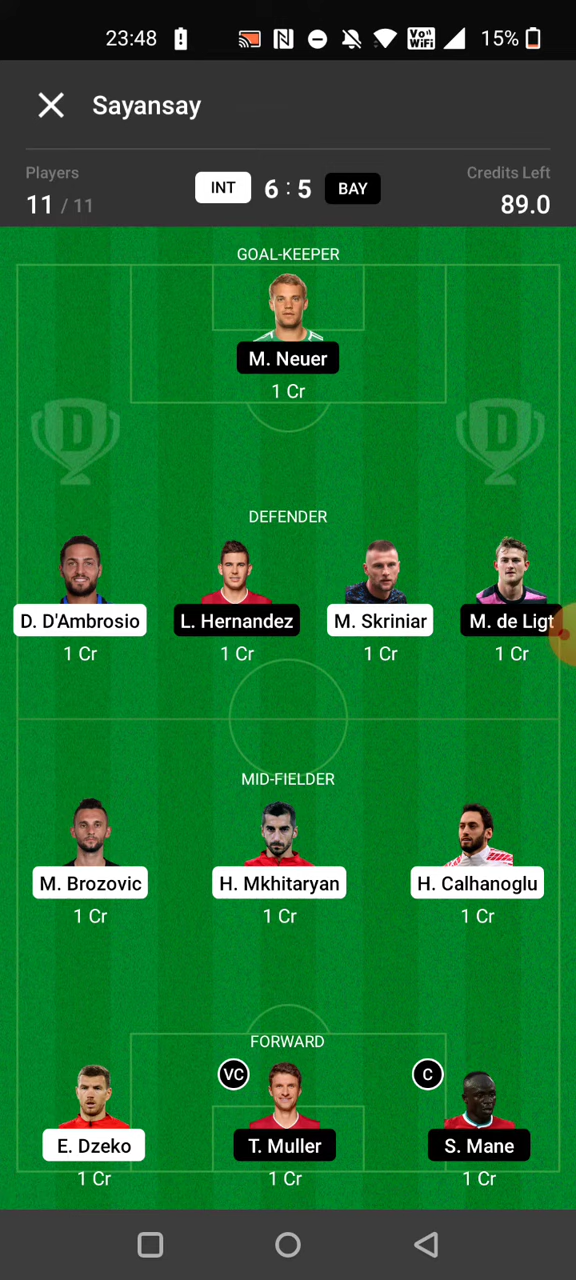 23:48
Vo))
WiFi
15%
Sayansay
Players
11 / 11
INT 6 : 5 BAY
Credits Left
89.0
GOAL-KEEPER
M. Neuer
1 Cr
D D
DEFENDER
D. D'Ambrosio L. Hernandez M. Skriniar M. de Ligt
1 Cr 1 Cr 1 Cr 1 Cr
MID-FIELDER
M. Brozovic H. Mkhitaryan H. Calhanoglu
1 Cr 1 Cr 1 Cr
FORWARD
VC C
E. Dzeko T. Muller S. Mane
1 Cr 1 Cr 1 Cr